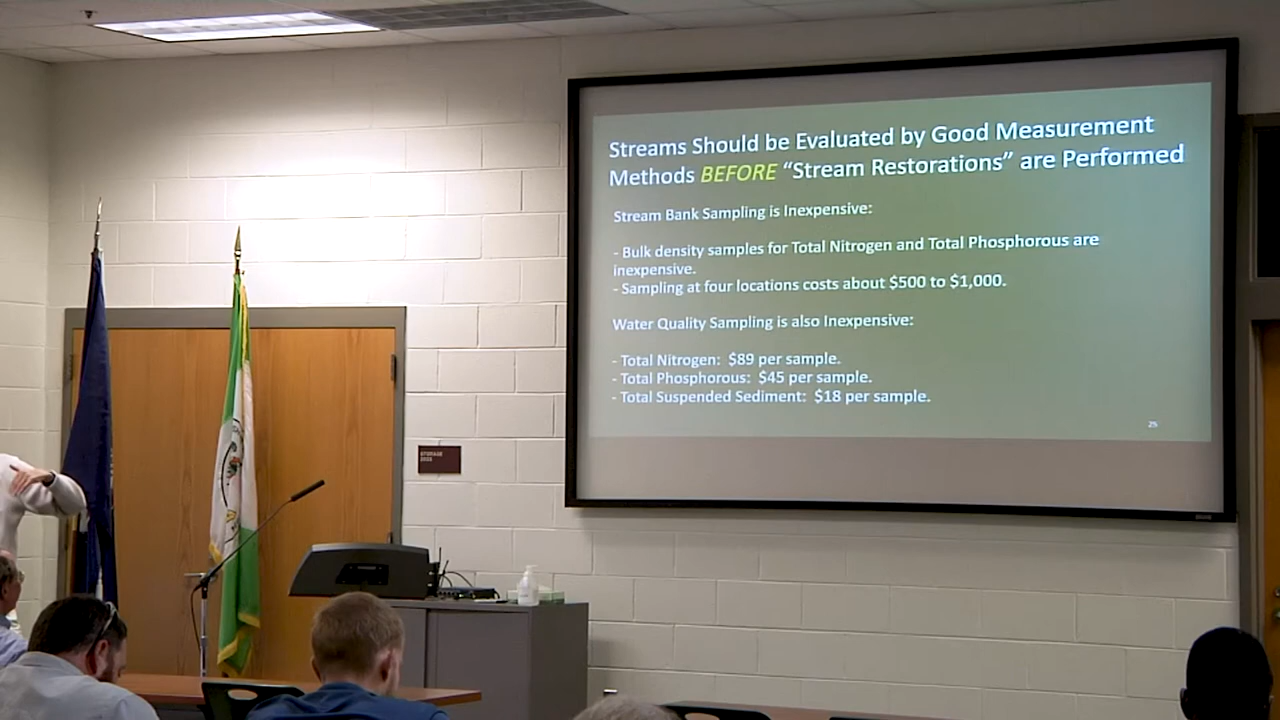 Streams Should be Evaluated by Good Measurement
Methods BEFORE “Stream Restorations” are Performed
Stream Bank Sampling is Inexpensive:
- Bulk density samples for Total Nitrogen and Total Phosphorous are
inexpensive.
- Sampling at four locations costs about $500 to $1,000.
Water Quality Sampling is also Inexpensive:
- Total Nitrogen: $89 per sample.
- Total Phosphorous: $45 per sample.
- Total Suspended Sediment: $18 per sample.
25
STORAGE